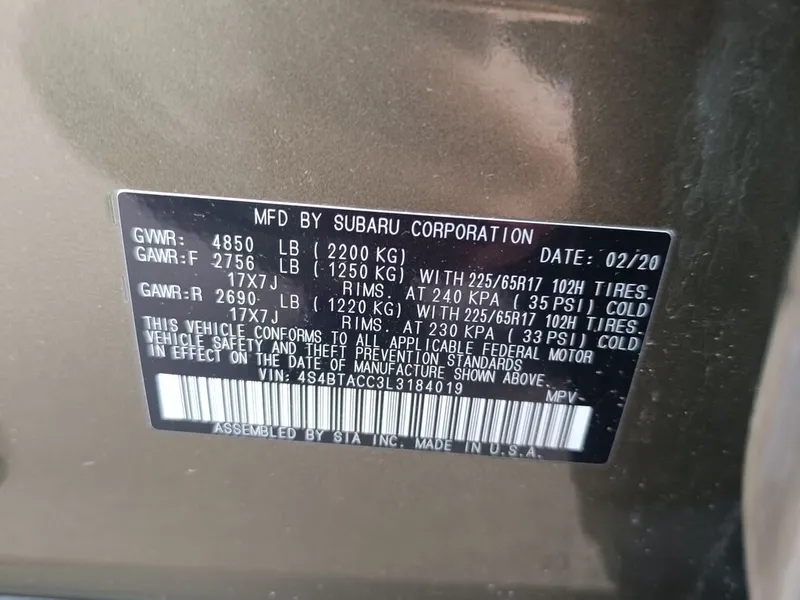 MFD BY SUBARU CORPORATION
GVWR: 4850 LB ( 2200 KG) DATE: 02/20
GAWR:F 2756 LB ( 1250 KG) WITH 225/65R17 102H TIRES.
17X7J RIMS. AT 240 KPA ( 35 PSI) COLD
GAWR:R 2690 LB ( 1220 KG) WITH 225/65R17 102H TIRES.
17X7J RIMS. AT 230 KPA ( 33 PSI) COLD
THIS VEHICLE CONFORMS TO ALL APPLICABLE FEDERAL MOTOR
VEHICLE SAFETY AND THEFT PREVENTION STANDARDS
IN EFFECT ON THE DATE OF MANUFACTURE SHOWN ABOVE.
VIN: 4S4BTACC3L3184019 MPV-
ASSEMBLED BY SIA INC. MADE IN U.S.A.